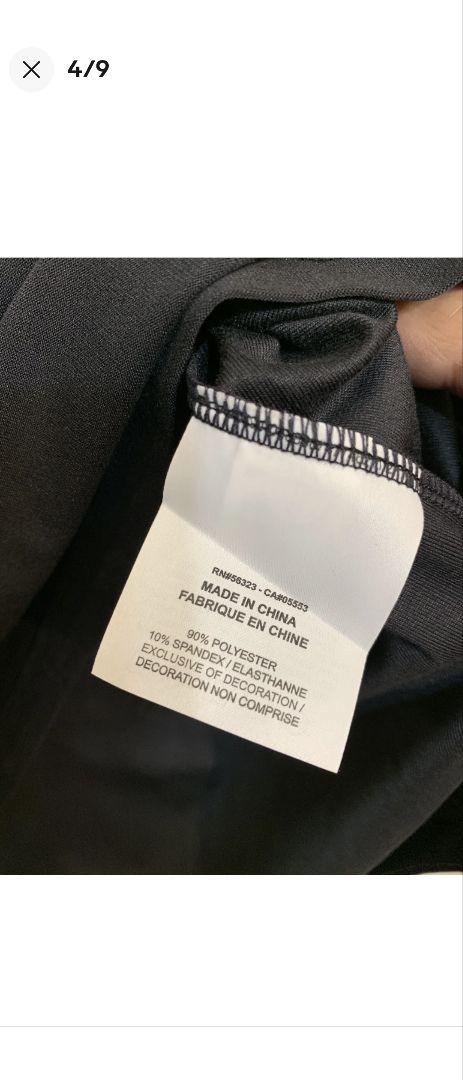 4/9
RN#56323 - CA#05553
MADE IN CHINA
FABRIQUE EN CHINE
90% POLYESTER
10% SPANDEX / ELASTHANNE
EXCLUSIVE OF DECORATION /
DECORATION NON COMPRISE